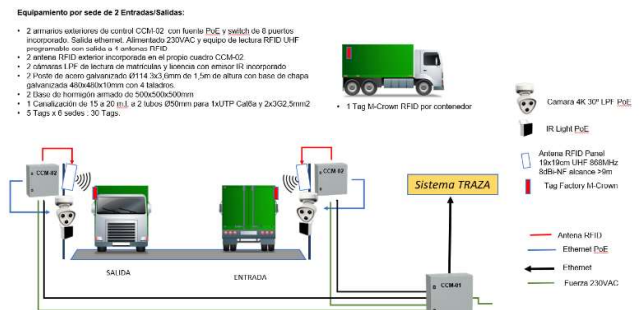 Equipamiento por sede de 2 Entradas/Salidas:
• 2 armarios exteriores de control CCM-02 con fuente PoE y switch de 8 puertos
incorporado. Salida ethernet. Alimentado 230VAC y equipo de lectura RFID UHF
programable con salida a 4 antenas RFID.
• 2 antena RFID exterior incorporada en el propio cuadro CCM-02.
• 2 cámaras LPF de lectura de matrículas y licencia con emisor IR incorporado
• 2 Poste de acero galvanizado Ø114.3x3,6mm de 1,5m de altura con base de chapa
galvanizada 460x460x10mm con 4 taladros.
• 2 Base de hormigón armado de 500x500x500mm
• 1 Canalización de 15 a 20 m.l. a 2 tubos Ø50mm para 1xUTP Cat6a y 2x3G2,5mm2
• 5 Tags x 6 sedes : 30 Tags.
• 1 Tag M-Crown RFID por contenedor
Camara 4K 30º LPF PoE
IR Light PoE
Antena RFID Panel
19x19cm UHF 868MHz
8dBi-NF alcance >9m
Tag Factory M-Crown
CCM-02
CCM-02
Sistema TRAZA
SALIDA
ENTRADA
CCM-01
Antena RFID
Ethernet PoE
Ethernet
Fuerza 230VAC